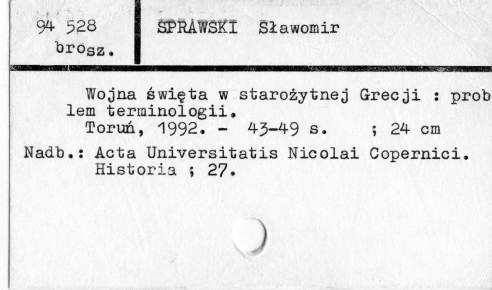 94 528 SPRAWSKI Sławomir
brosz.
Wojna święta w starożytnej Grecji : prob
lem terminologii.
Toruń, 1992. - 43-49 s. ; 24 cm
Nadb.: Acta Universitatis Nicolai Copernici.
Historia ; 27.